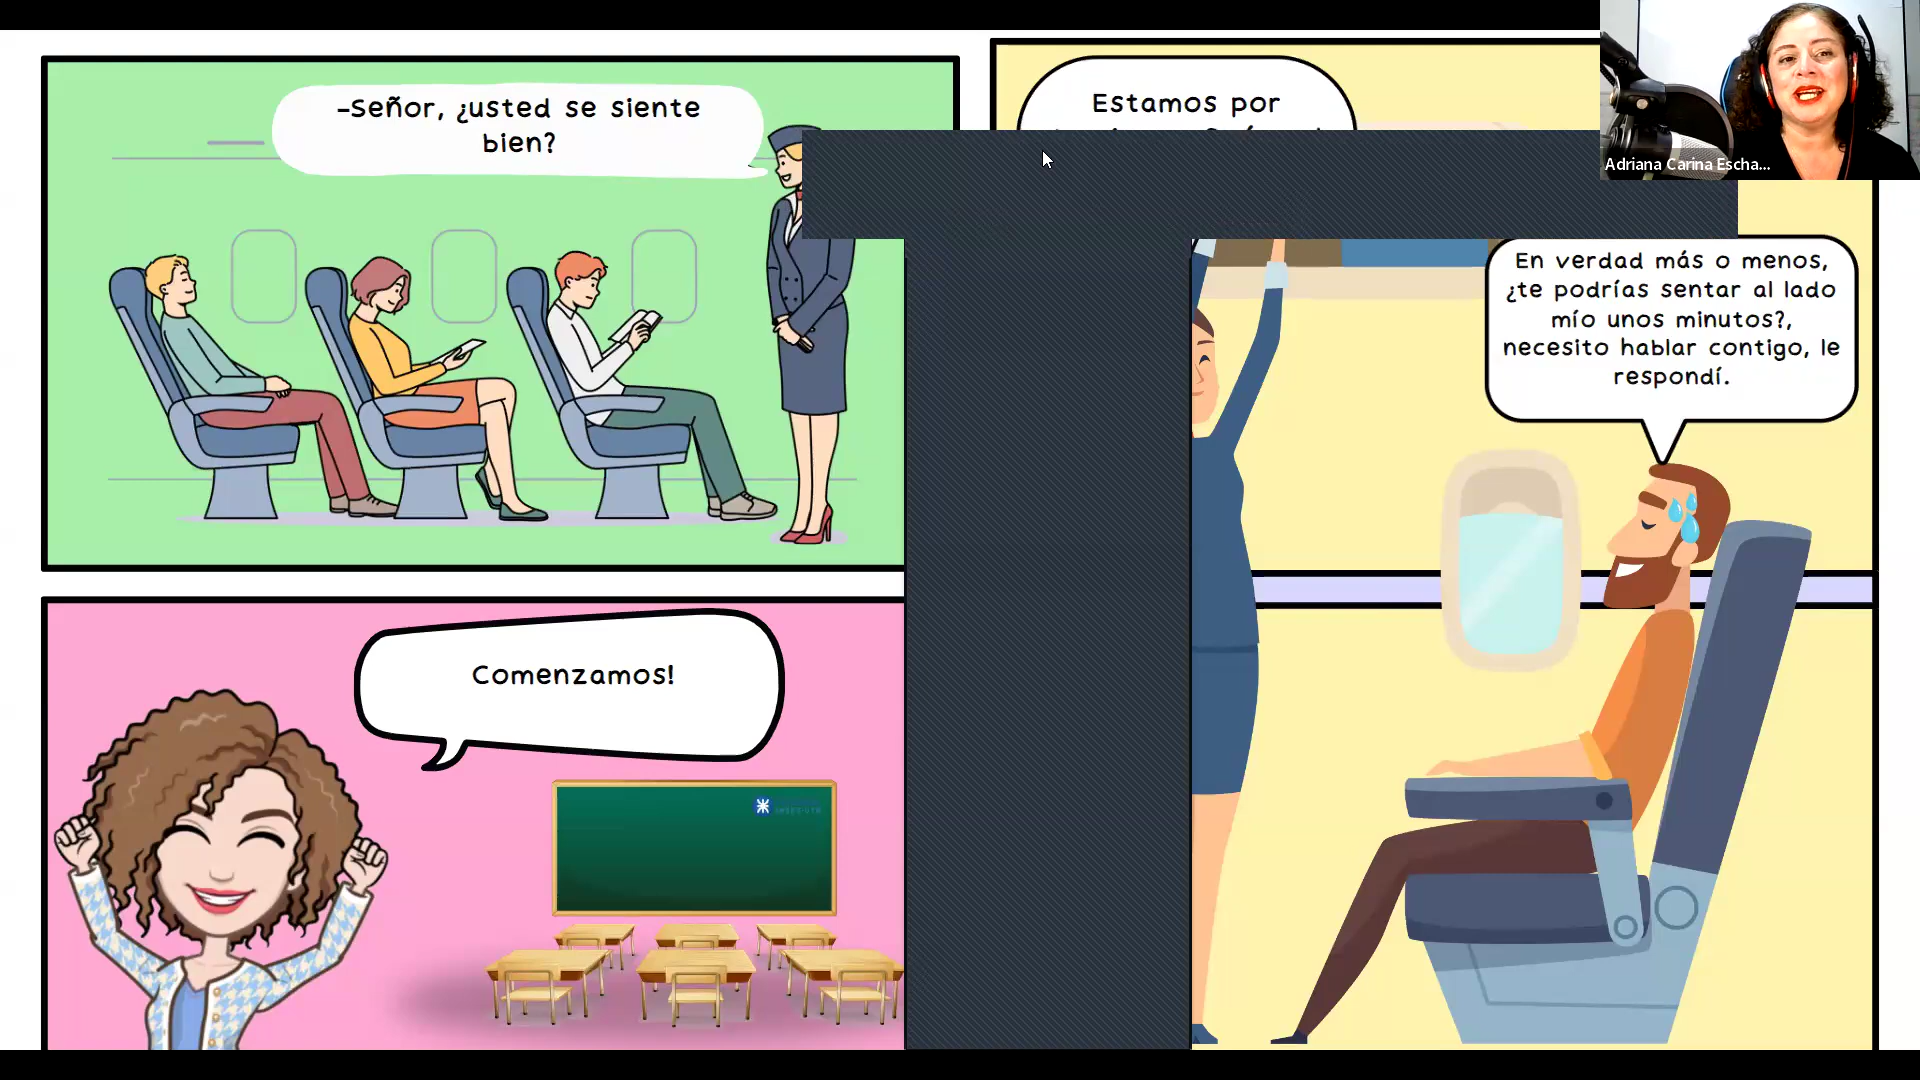 -Señor, ¿usted se siente
bien?
Estamos por
En verdad más o menos,
¿te podrías sentar al lado
mío unos minutos?,
necesito hablar contigo, le
respondí.
Comenzamos!
Adriana Carina Escha...